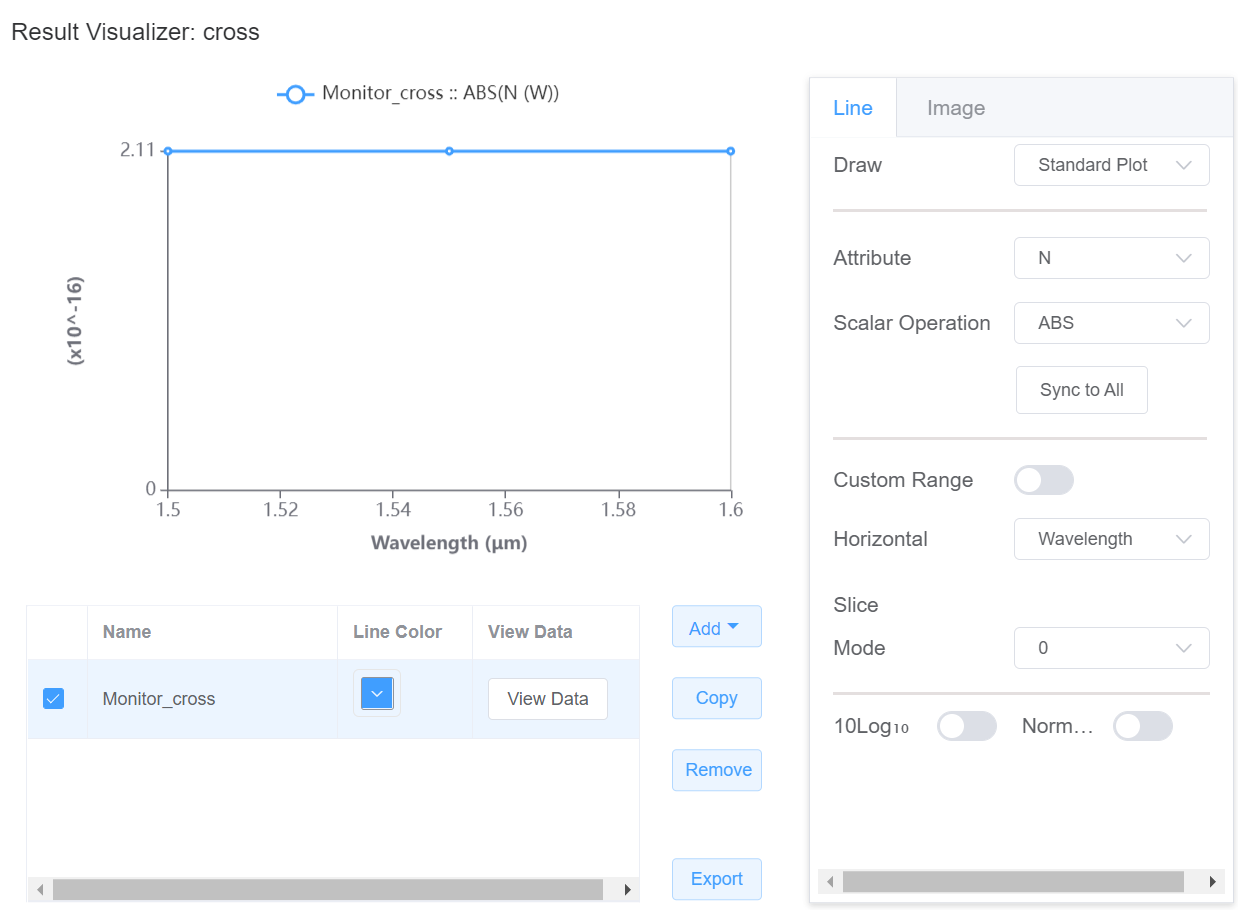 Result Visualizer: cross
Monitor_cross :: ABS(N (W))
2.11
(x10^-16)
0
1.5 1.52 1.54 1.56 1.58 1.6
Wavelength (μm)
Name Line Color View Data
Monitor_cross View Data
Add
Copy
Remove
Export
Line Image
Draw Standard Plot
Attribute N
Scalar Operation ABS
Sync to All
Custom Range
Horizontal Wavelength
Slice
Mode 0
10Log₁₀ Norm…